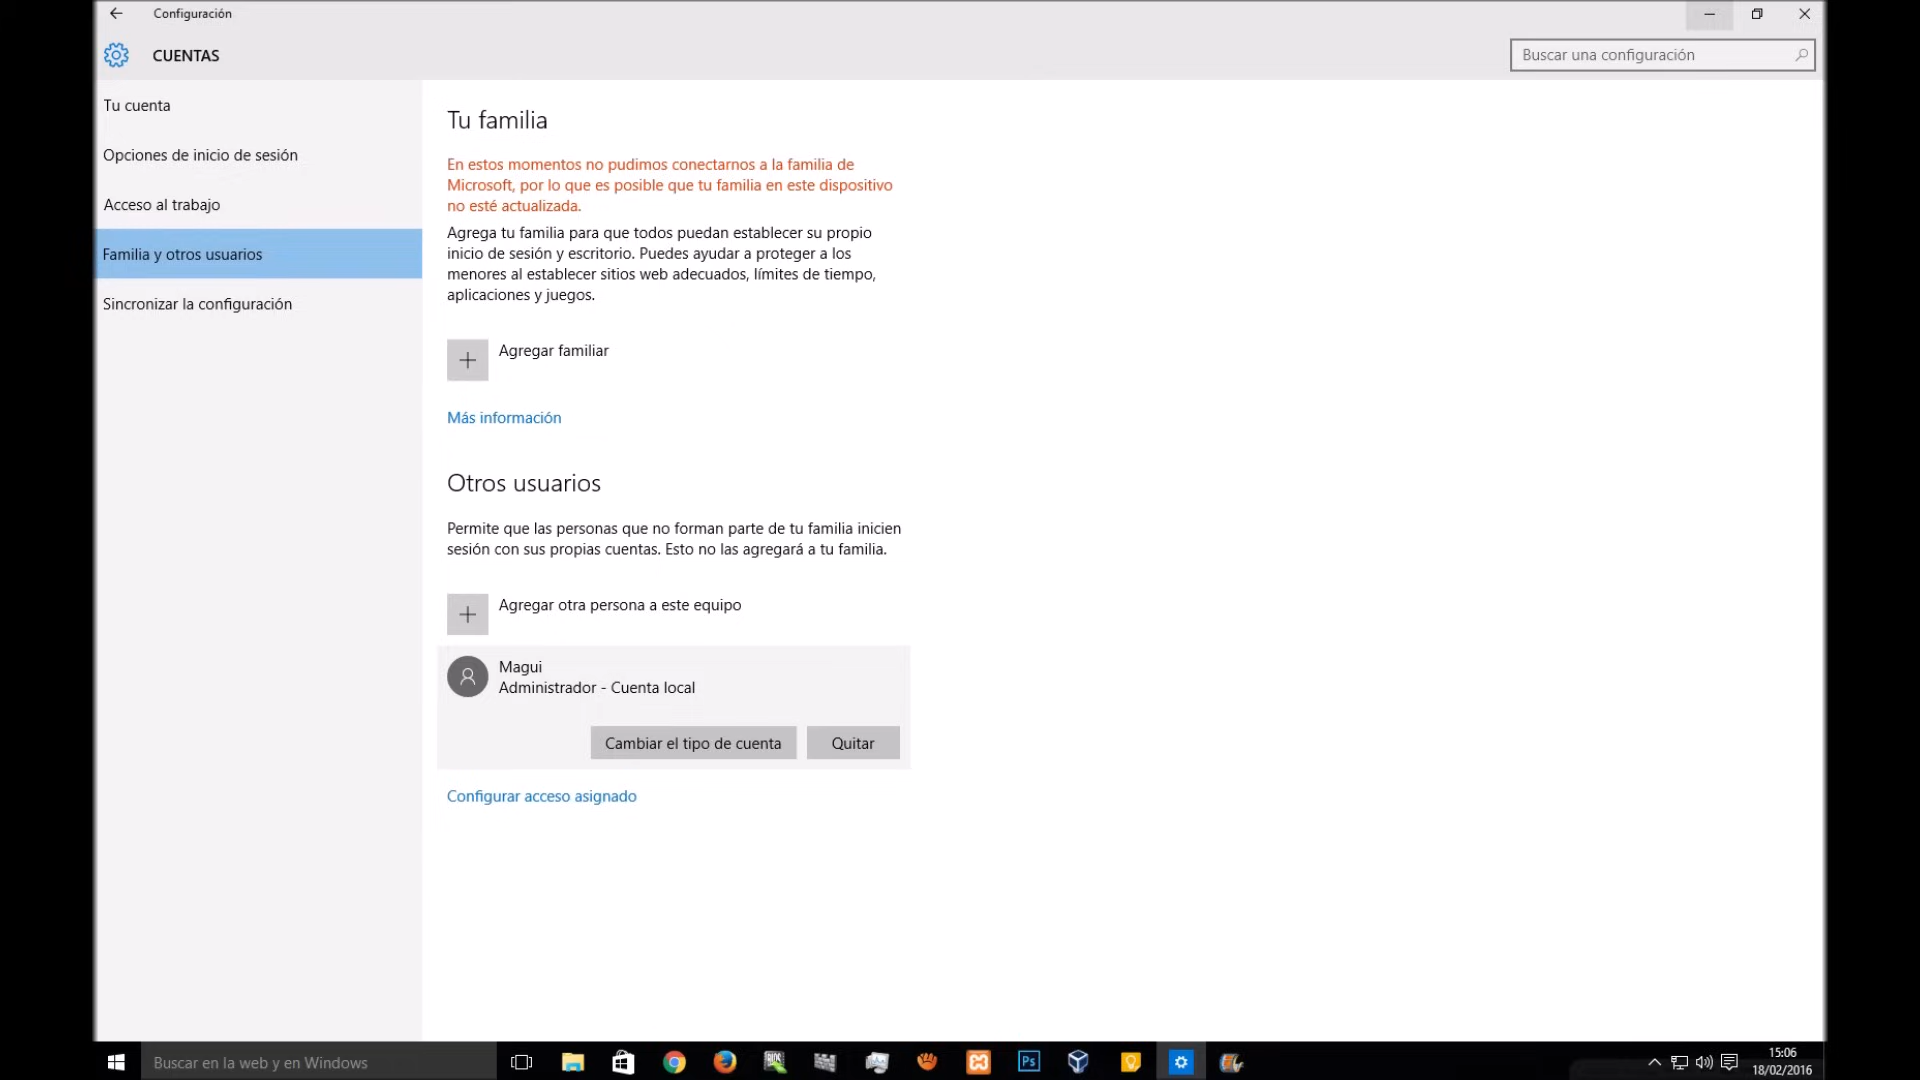 Configuración
CUENTAS
Buscar una configuración
Tu cuenta
Opciones de inicio de sesión
Acceso al trabajo
Familia y otros usuarios
Sincronizar la configuración
Tu familia
En estos momentos no pudimos conectarnos a la familia de
Microsoft, por lo que es posible que tu familia en este dispositivo
no esté actualizada.
Agrega tu familia para que todos puedan establecer su propio
inicio de sesión y escritorio. Puedes ayudar a proteger a los
menores al establecer sitios web adecuados, límites de tiempo,
aplicaciones y juegos.
Agregar familiar
Más información
Otros usuarios
Permite que las personas que no forman parte de tu familia inicien
sesión con sus propias cuentas. Esto no las agregará a tu familia.
Agregar otra persona a este equipo
Magui
Administrador - Cuenta local
Cambiar el tipo de cuenta
Quitar
Configurar acceso asignado
Buscar en la web y en Windows
Ps
15:06
18/02/2016